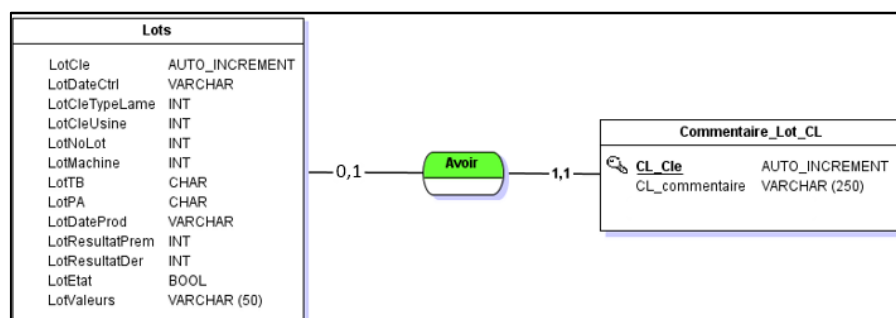 Lots
LotCle AUTO_INCREMENT
LotDateCtrl VARCHAR
LotCleTypeLame INT
LotCleUsine INT
LotNoLot INT
LotMachine INT
LotTB CHAR
LotPA CHAR
LotDateProd VARCHAR
LotResultatPrem INT
LotResultatDer INT
LotEtat BOOL
LotValeurs VARCHAR (50)
0,1
Avoir
1,1
Commentaire_Lot_CL
CL_Cle AUTO_INCREMENT
CL_commentaire VARCHAR (250)